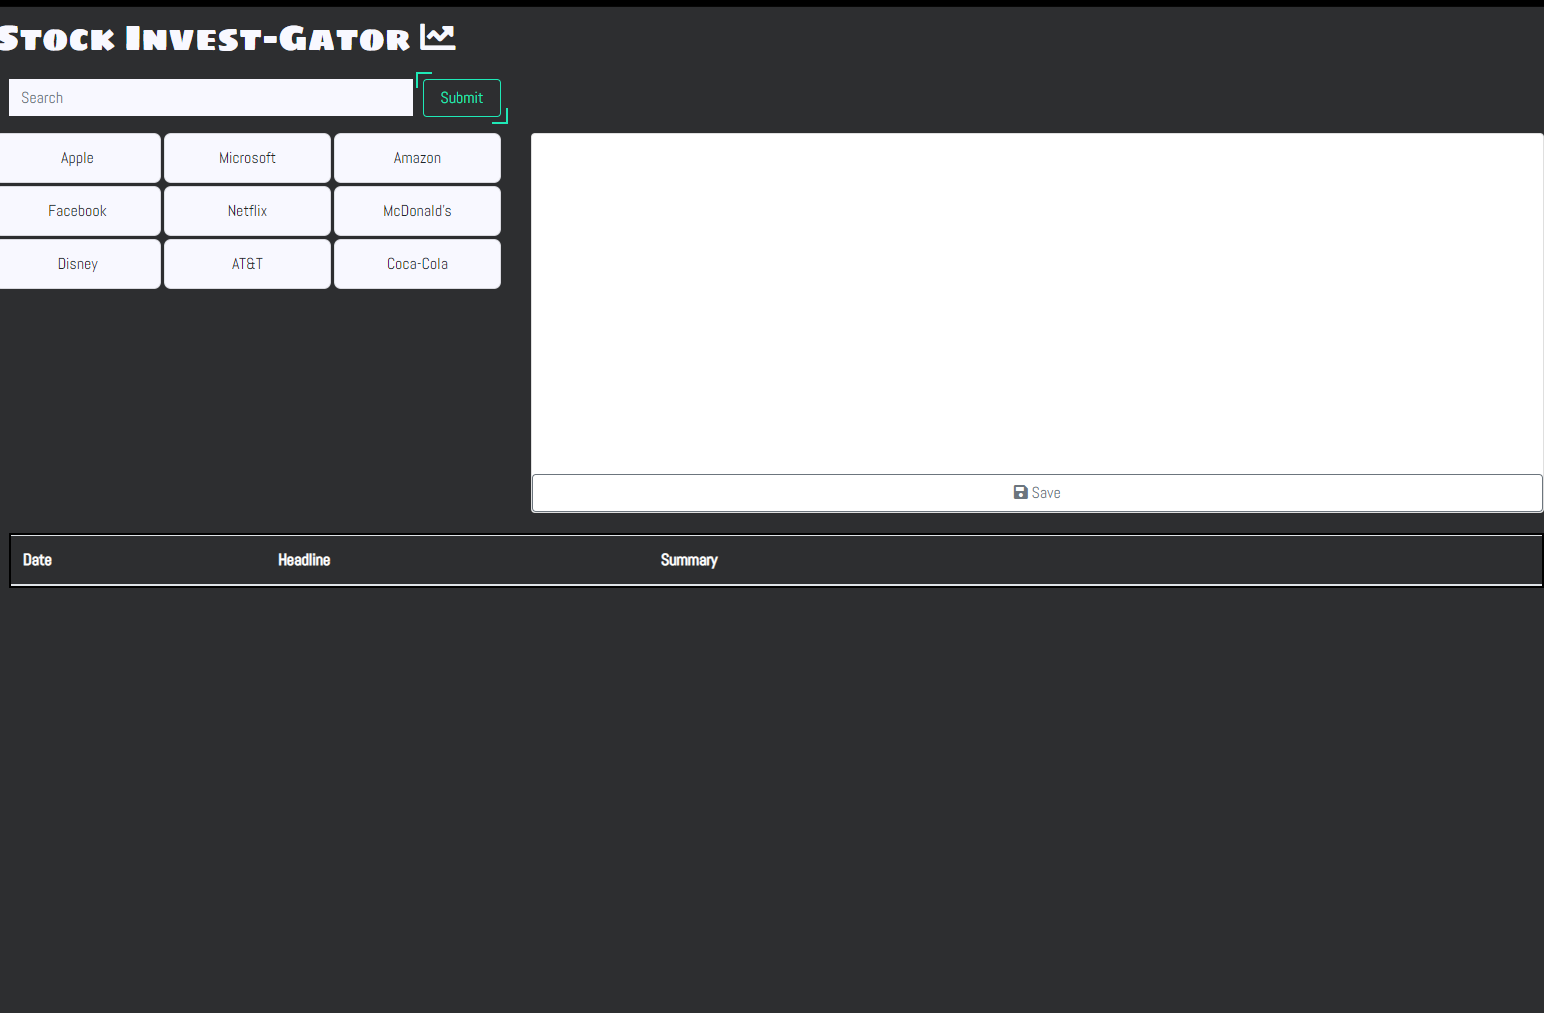 Stock Invest-Gator
Search
Submit
Apple Microsoft Amazon
Facebook Netflix McDonald's
Disney AT&T Coca-Cola
Save
Date Headline Summary